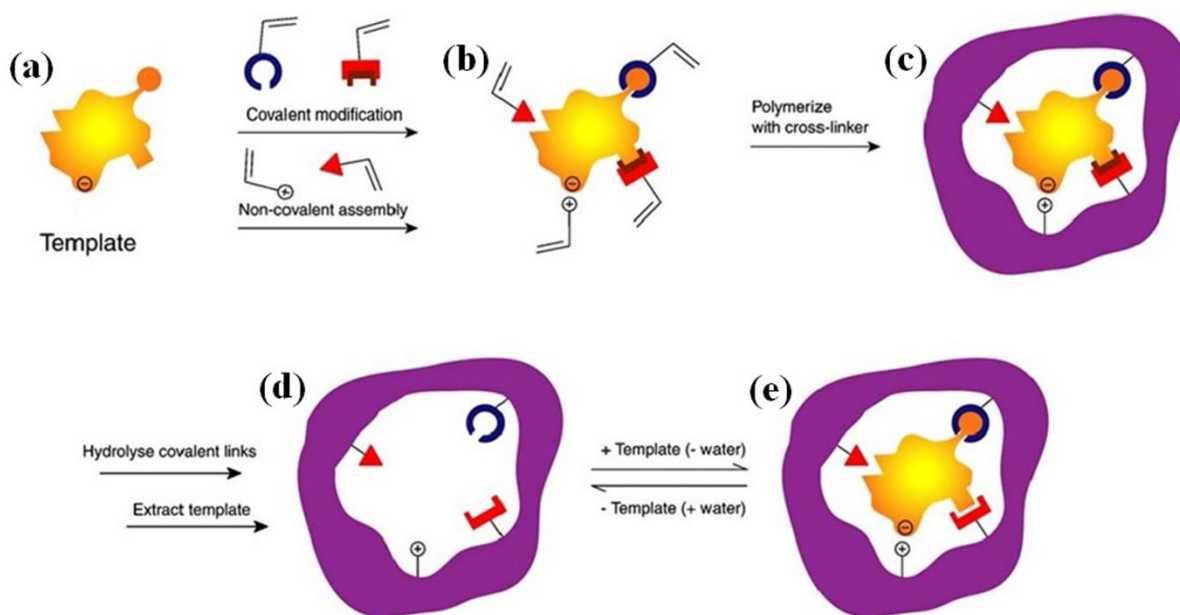 (a)
Template
Covalent modification
Non-covalent assembly
(b)
Polymerize
with cross-linker
(c)
Hydrolyse covalent links
Extract template
(d)
+ Template (- water)
- Template (+ water)
(e)